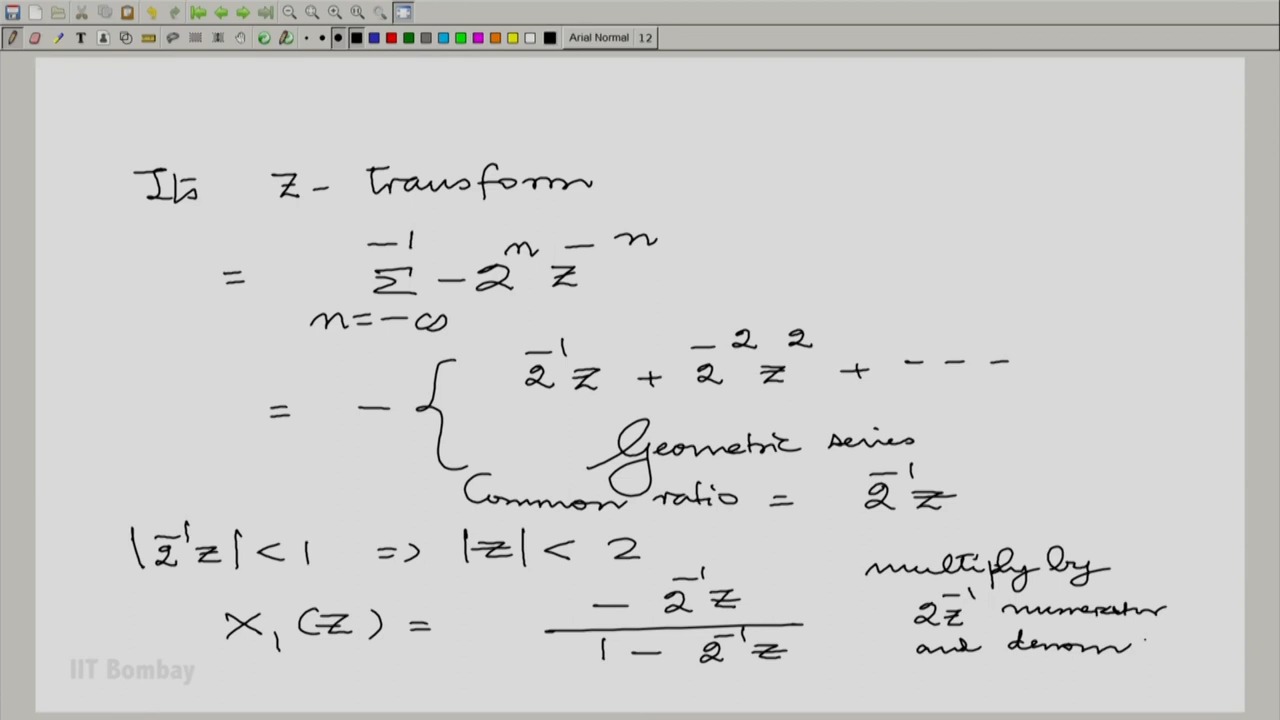 Arial Normal 12
Its Z- transform
= Σ_{n=-∞}^{-1} -2^n z^{-n}
= - { 2^{-1} z + 2^{-2} z^2 + - - -
Geometric series
Common ratio = 2^{-1} z
|2^{-1} z| < 1 => |z| < 2
X_1(Z) = \frac{- 2^{-1} z}{1 - 2^{-1} z}
multiply by
2z^{-1} numerator
and denom
IIT Bombay